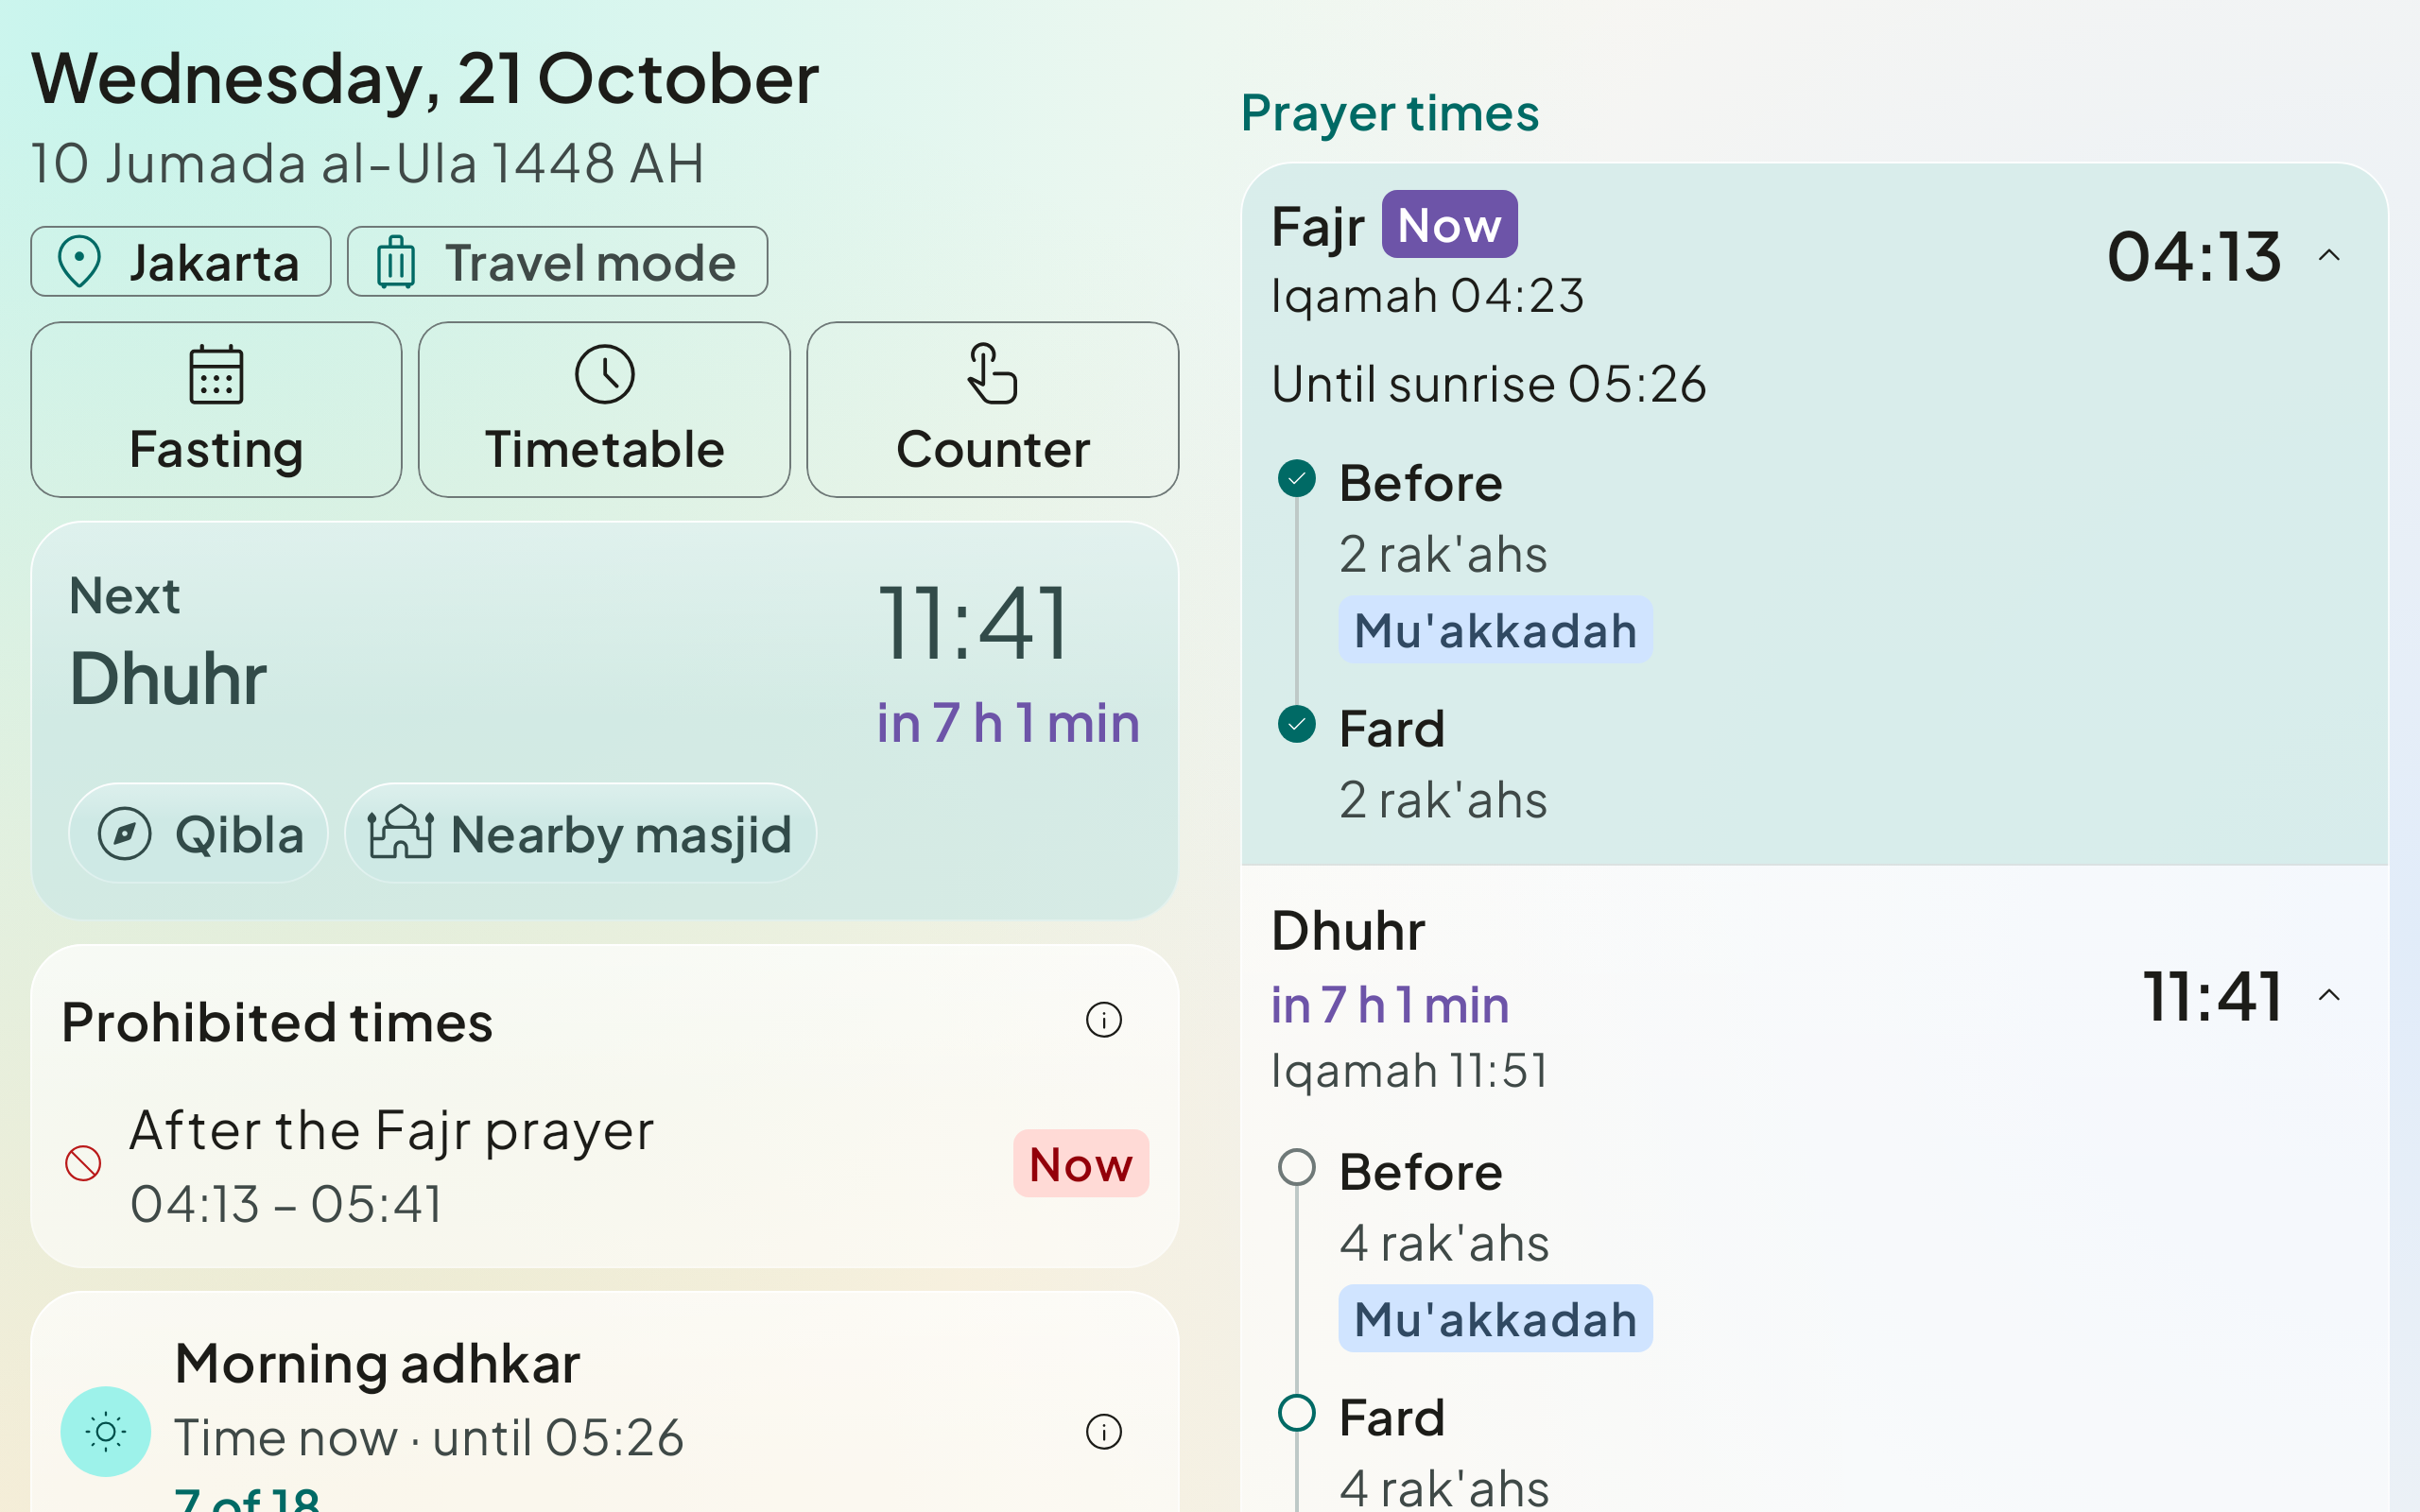 Wednesday, 21 October
10 Jumada al-Ula 1448 AH
Jakarta
Travel mode
Fasting
Timetable
Counter
Next
Dhuhr
11:41
in 7 h 1 min
Qibla
Nearby masjid
Prohibited times
After the Fajr prayer
04:13 – 05:41
Now
Morning adhkar
Time now · until 05:26
7 of 18
Prayer times
Fajr Now
Iqamah 04:23
04:13
Until sunrise 05:26
Before
2 rak'ahs
Mu'akkadah
Fard
2 rak'ahs
Dhuhr
in 7 h 1 min
Iqamah 11:51
11:41
Before
4 rak'ahs
Mu'akkadah
Fard
4 rak'ahs